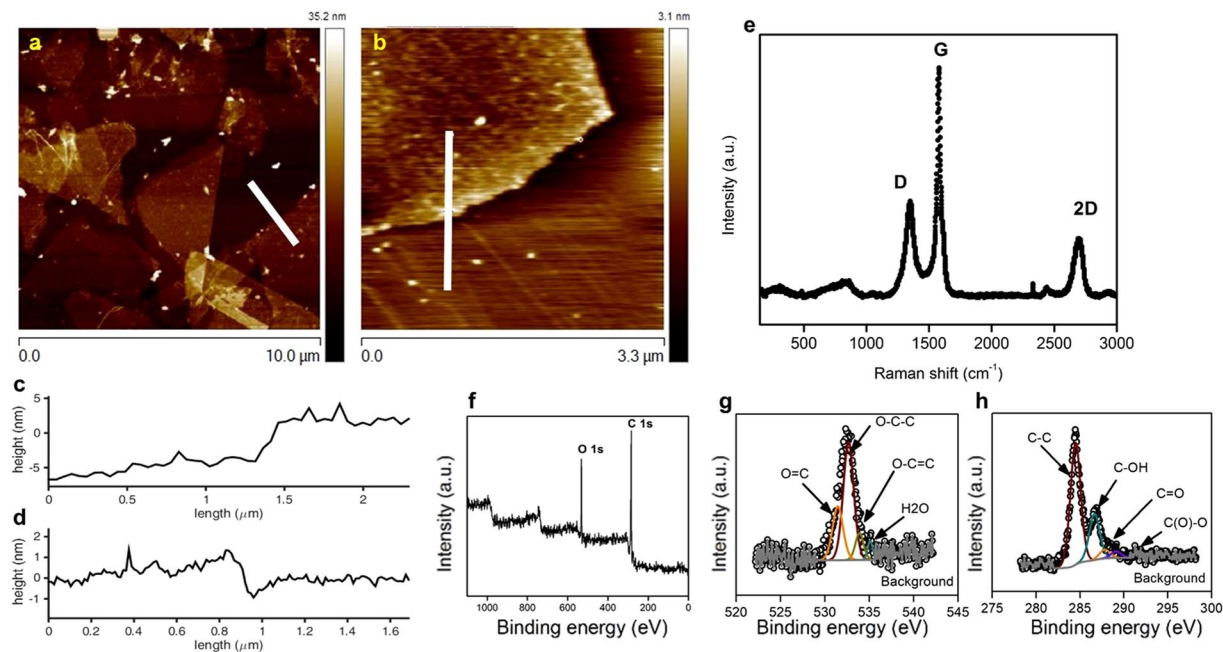 35.2 nm
a
0.0
10.0 µm
3.1 nm
b
0.0
3.3 µm
e
G
D
2D
Intensity (a.u.)
500 1000 1500 2000 2500 3000
Raman shift (cm⁻¹)
c
height (nm)
5
0
-5
0 0.5 1 1.5 2
length (µm)
d
height (nm)
2
1
0
-1
0 0.2 0.4 0.6 0.8 1 1.2 1.4 1.6
length (µm)
f
C 1s
O 1s
Intensity (a.u.)
1000 800 600 400 200 0
Binding energy (eV)
g
O-C-C
O=C
O-C=C
H2O
Background
Intensity (a.u.)
520 525 530 535 540 545
Binding energy (eV)
h
C-C
C-OH
C=O
C(O)-O
Background
Intensity (a.u.)
275 280 285 290 295 300
Binding energy (eV)